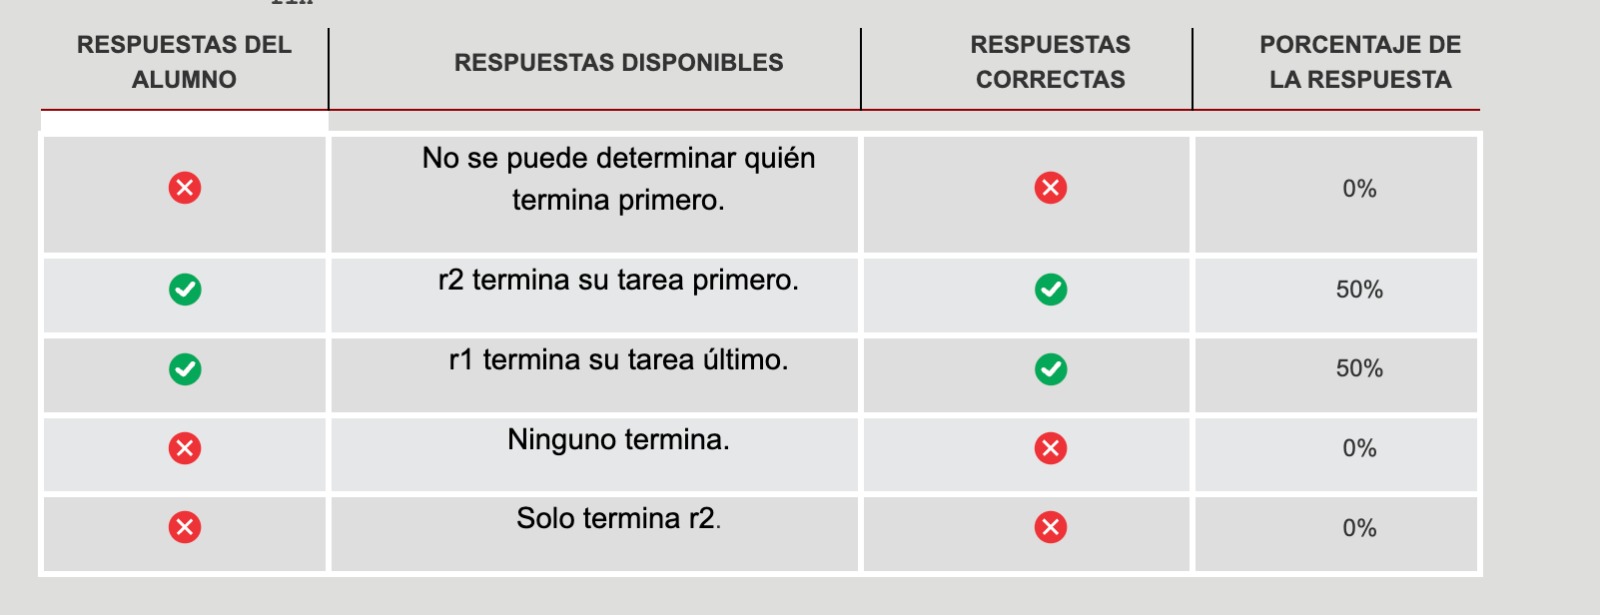 RESPUESTAS DEL
ALUMNO
RESPUESTAS DISPONIBLES
RESPUESTAS
CORRECTAS
PORCENTAJE DE
LA RESPUESTA
No se puede determinar quién
termina primero.
0%
r2 termina su tarea primero.
50%
r1 termina su tarea último.
50%
Ninguno termina.
0%
Solo termina r2.
0%